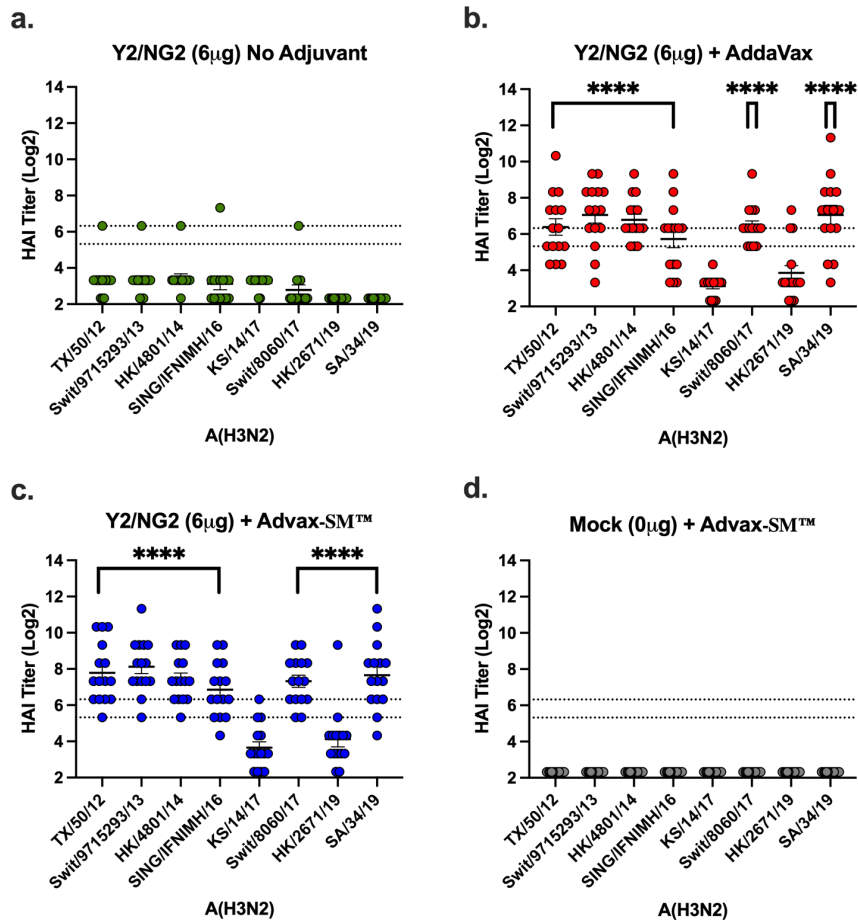 a.
Y2/NG2 (6μg) No Adjuvant
HAI Titer (Log2)
14
12
10
8
6
4
2
TX/50/12
Swit/9715293/13
HK/4801/14
SING/IFNIMH/16
KS/14/17
Swit/8060/17
HK/2671/19
SA/34/19
A(H3N2)
b.
Y2/NG2 (6μg) + AddaVax
HAI Titer (Log2)
14
12
10
8
6
4
2
****
****
****
TX/50/12
Swit/9715293/13
HK/4801/14
SING/IFNIMH/16
KS/14/17
Swit/8060/17
HK/2671/19
SA/34/19
A(H3N2)
c.
Y2/NG2 (6μg) + Advax-SM™
HAI Titer (Log2)
14
12
10
8
6
4
2
****
****
TX/50/12
Swit/9715293/13
HK/4801/14
SING/IFNIMH/16
KS/14/17
Swit/8060/17
HK/2671/19
SA/34/19
A(H3N2)
d.
Mock (0μg) + Advax-SM™
HAI Titer (Log2)
14
12
10
8
6
4
2
TX/50/12
Swit/9715293/13
HK/4801/14
SING/IFNIMH/16
KS/14/17
Swit/8060/17
HK/2671/19
SA/34/19
A(H3N2)